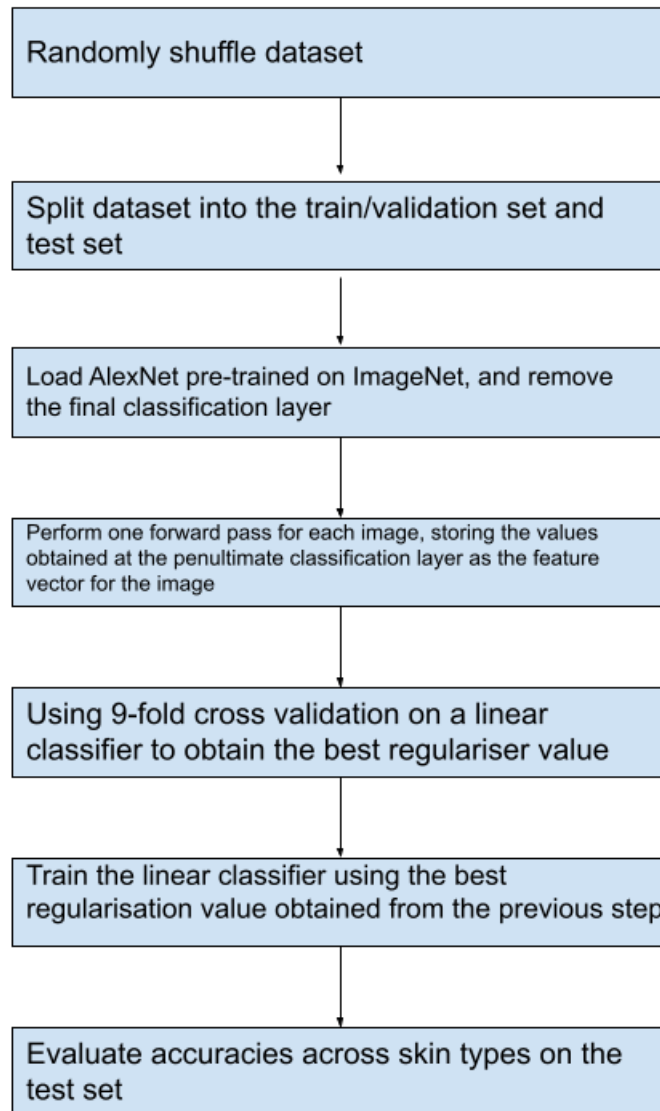 Randomly shuffle dataset
Split dataset into the train/validation set and
test set
Load AlexNet pre-trained on ImageNet, and remove
the final classification layer
Perform one forward pass for each image, storing the values
obtained at the penultimate classification layer as the feature
vector for the image
Using 9-fold cross validation on a linear
classifier to obtain the best regulariser value
Train the linear classifier using the best
regularisation value obtained from the previous step
Evaluate accuracies across skin types on the
test set